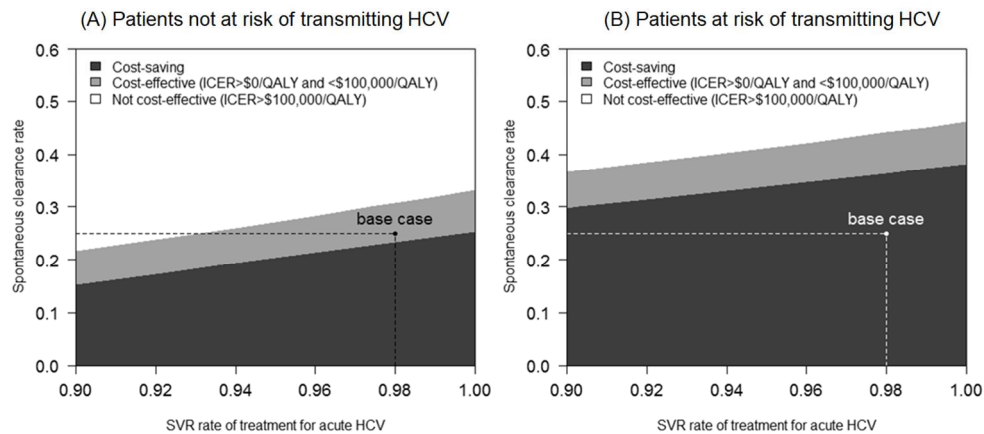 (A) Patients not at risk of transmitting HCV
0.6
0.5
0.4
0.3
0.2
0.1
0.0
Spontaneous clearance rate
Cost-saving
Cost-effective (ICER>$0/QALY and <$100,000/QALY)
Not cost-effective (ICER>$100,000/QALY)
base case
0.90 0.92 0.94 0.96 0.98 1.00
SVR rate of treatment for acute HCV
(B) Patients at risk of transmitting HCV
0.6
0.5
0.4
0.3
0.2
0.1
0.0
Spontaneous clearance rate
Cost-saving
Cost-effective (ICER>$0/QALY and <$100,000/QALY)
Not cost-effective (ICER>$100,000/QALY)
base case
0.90 0.92 0.94 0.96 0.98 1.00
SVR rate of treatment for acute HCV